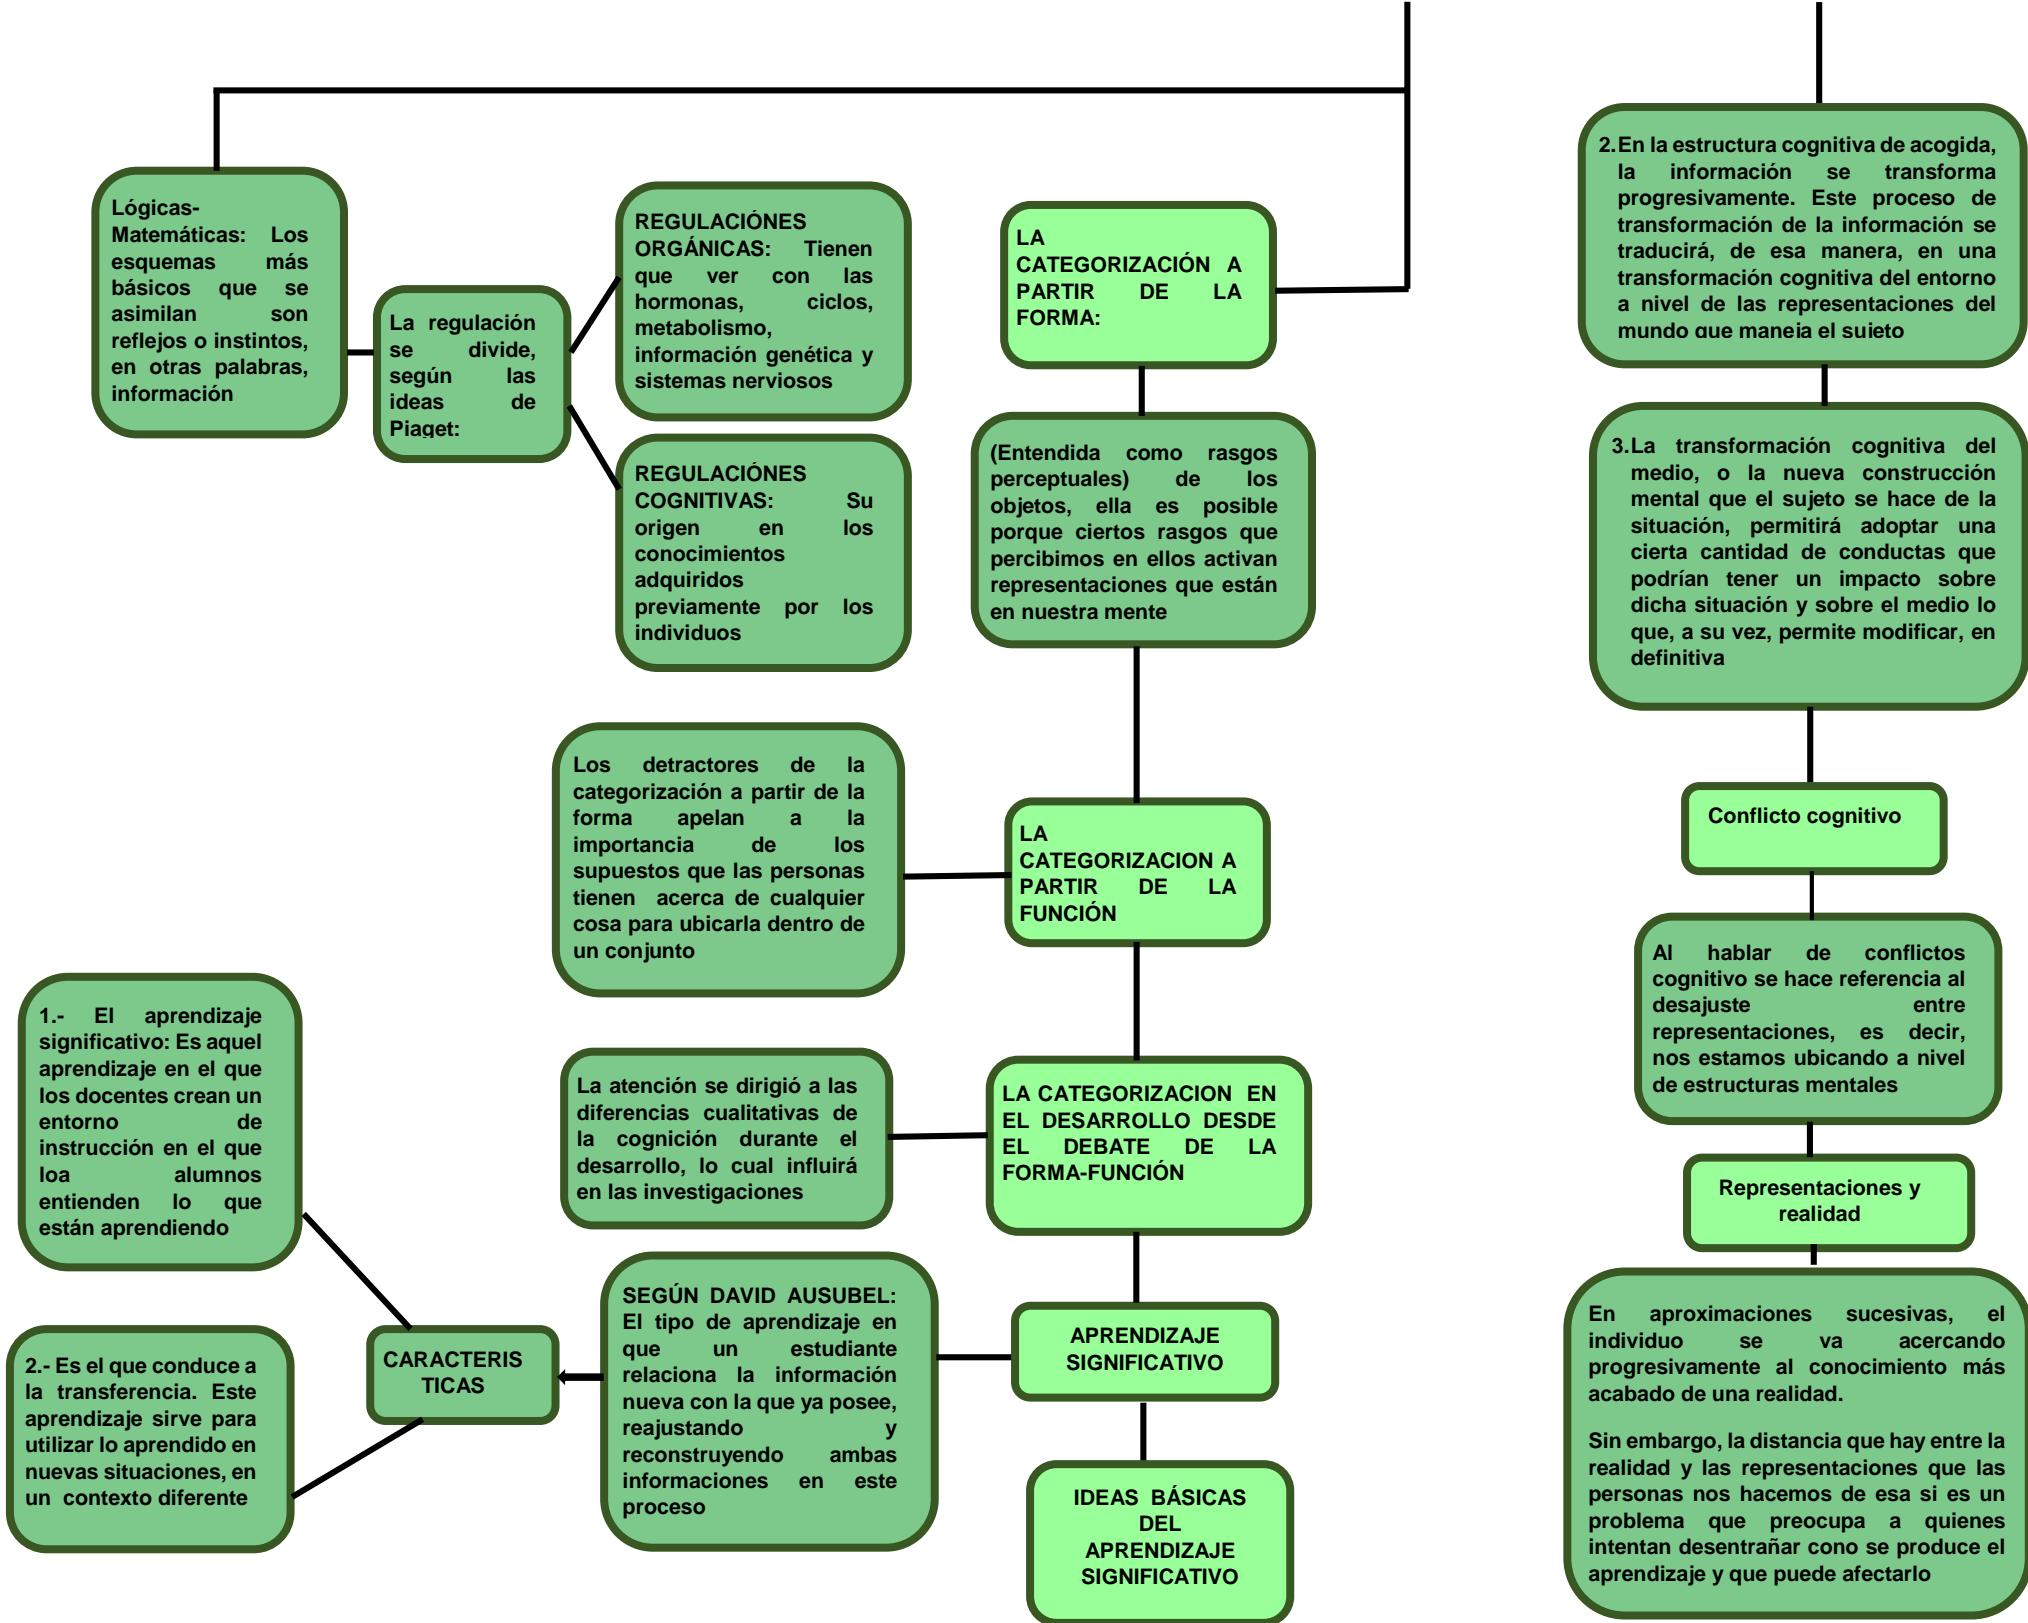 Lógicas-
Matemáticas: Los
esquemas más
básicos que se
asimilan son
reflejos o instintos,
en otras palabras,
información
La regulación
se divide,
según las
ideas de
Piaget:
REGULACIÓNES
ORGÁNICAS: Tienen
que ver con las
hormonas, ciclos,
metabolismo,
información genética y
sistemas nerviosos
REGULACIÓNES
COGNITIVAS: Su
origen en los
conocimientos
adquiridos
previamente por los
individuos
LA
CATEGORIZACIÓN A
PARTIR DE LA
FORMA:
(Entendida como rasgos
perceptuales) de los
objetos, ella es posible
porque ciertos rasgos que
percibimos en ellos activan
representaciones que están
en nuestra mente
Los detractores de la
categorización a partir de la
forma apelan a la
importancia de los
supuestos que las personas
tienen acerca de cualquier
cosa para ubicarla dentro de
un conjunto
LA
CATEGORIZACION A
PARTIR DE LA
FUNCIÓN
La atención se dirigió a las
diferencias cualitativas de
la cognición durante el
desarrollo, lo cual influirá
en las investigaciones
LA CATEGORIZACION EN
EL DESARROLLO DESDE
EL DEBATE DE LA
FORMA-FUNCIÓN
1.- El aprendizaje
significativo: Es aquel
aprendizaje en el que
los docentes crean un
entorno de
instrucción en el que
loa alumnos
entienden lo que
están aprendiendo
2.- Es el que conduce a
la transferencia. Este
aprendizaje sirve para
utilizar lo aprendido en
nuevas situaciones, en
un contexto diferente
CARACTERIS
TICAS
SEGÚN DAVID AUSUBEL:
El tipo de aprendizaje en
que un estudiante
relaciona la información
nueva con la que ya posee,
reajustando y
reconstruyendo ambas
informaciones en este
proceso
APRENDIZAJE
SIGNIFICATIVO
IDEAS BÁSICAS
DEL
APRENDIZAJE
SIGNIFICATIVO
2.En la estructura cognitiva de acogida,
la información se transforma
progresivamente. Este proceso de
transformación de la información se
traducirá, de esa manera, en una
transformación cognitiva del entorno
a nivel de las representaciones del
mundo que maneja el sujeto
3.La transformación cognitiva del
medio, o la nueva construcción
mental que el sujeto se hace de la
situación, permitirá adoptar una
cierta cantidad de conductas que
podrían tener un impacto sobre
dicha situación y sobre el medio lo
que, a su vez, permite modificar, en
definitiva
Conflicto cognitivo
Al hablar de conflictos
cognitivo se hace referencia al
desajuste entre
representaciones, es decir,
nos estamos ubicando a nivel
de estructuras mentales
Representaciones y
realidad
En aproximaciones sucesivas, el
individuo se va acercando
progresivamente al conocimiento más
acabado de una realidad.
Sin embargo, la distancia que hay entre la
realidad y las representaciones que las
personas nos hacemos de esa si es un
problema que preocupa a quienes
intentan desentrañar cono se produce el
aprendizaje y que puede afectarlo